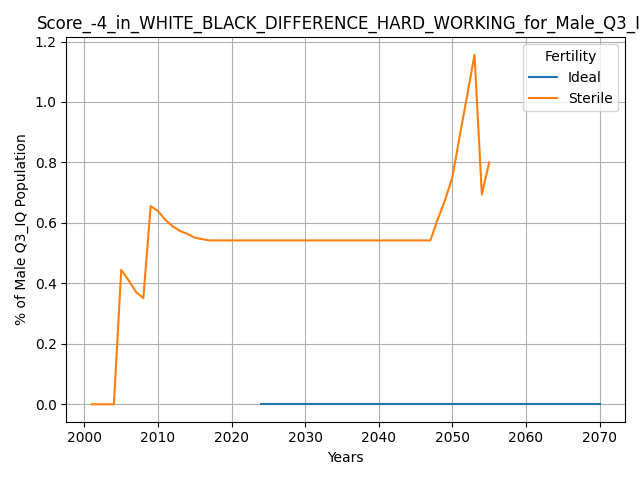 Score_-4_in_WHITE_BLACK_DIFFERENCE_HARD_WORKING_for_Male_Q3_I
Fertility
Ideal
Sterile
% of Male Q3_IQ Population
1.2
1.0
0.8
0.6
0.4
0.2
0.0
2000 2010 2020 2030 2040 2050 2060 2070
Years